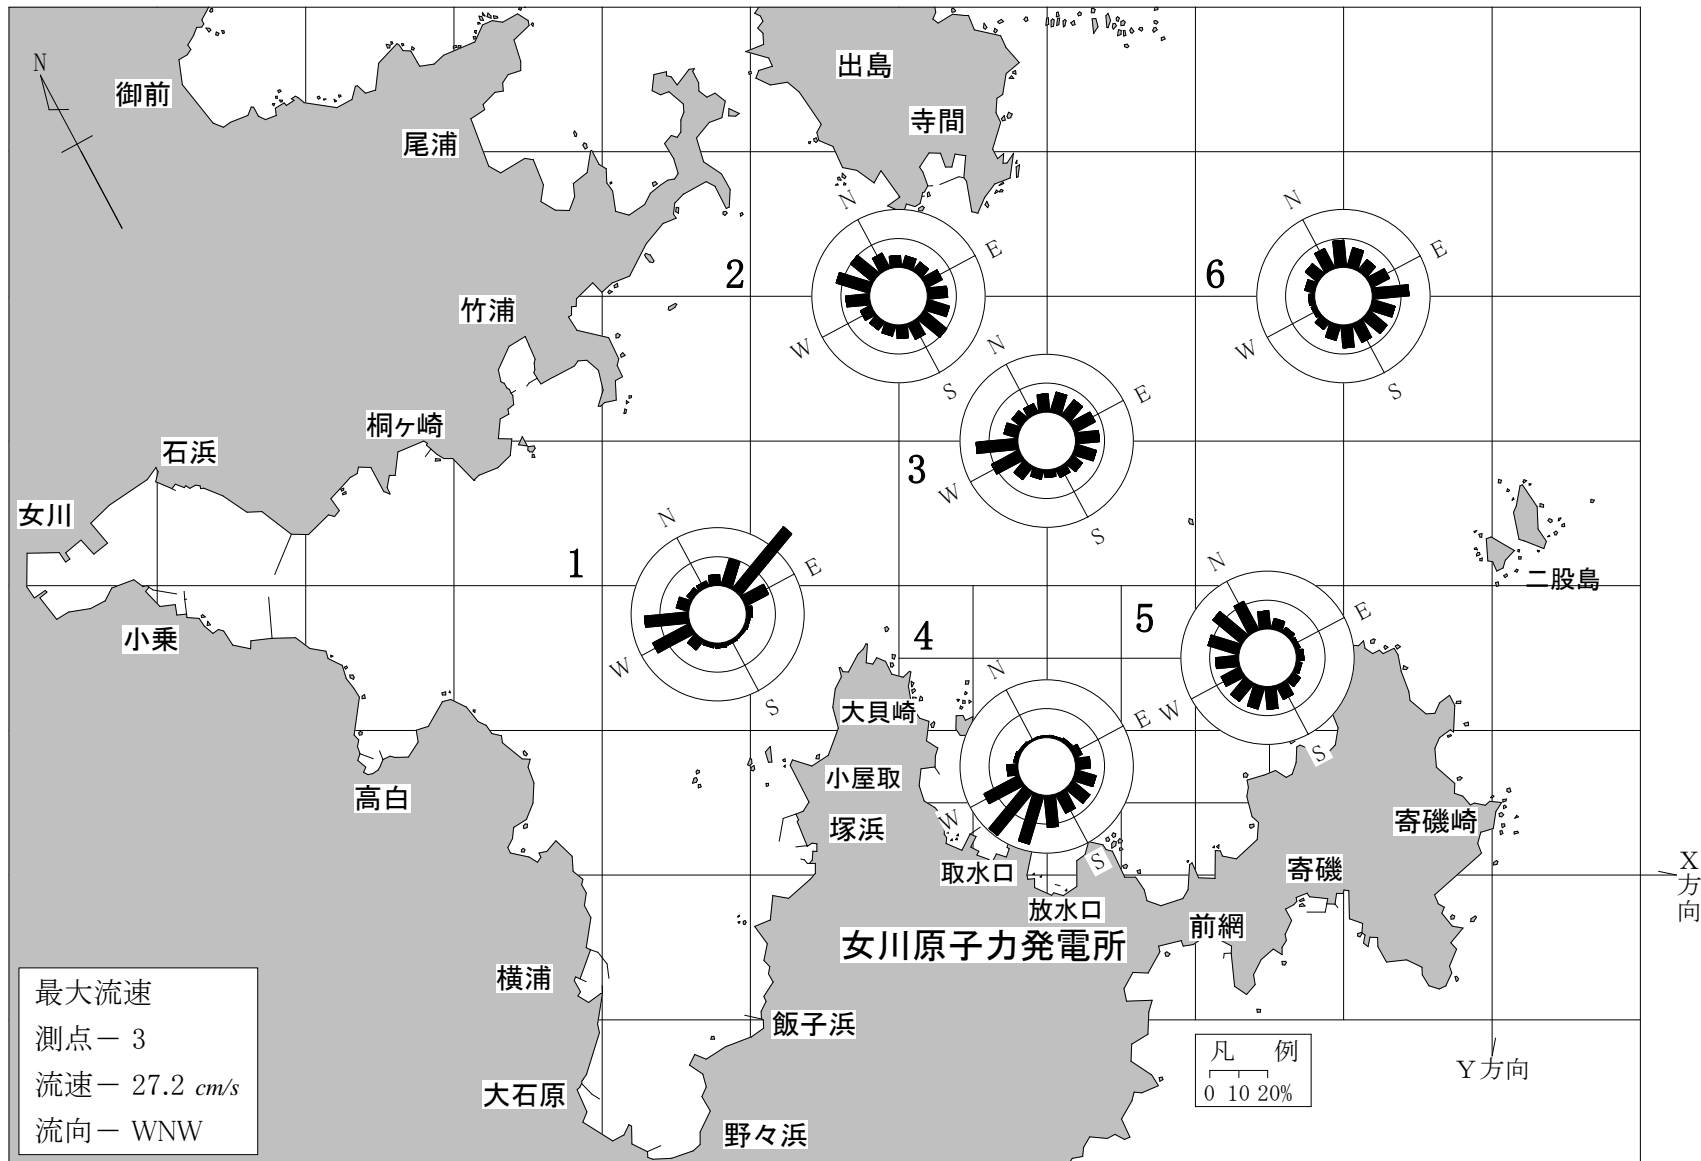 N
御前
尾浦
出島
寺間
N
E
2
W
S
N
E
6
W
S
竹浦
N
E
3
W
S
桐ヶ崎
石浜
女川
小乗
1
N
E
W
S
二股島
4
N
E
W
S
5
N
E
W
S
大貝崎
小屋取
塚浜
高白
取水口
放水口
女川原子力発電所
前網
寄磯
寄磯崎
X
方
向
横浦
飯子浜
大石原
野々浜
Y方向
凡 例
0 10 20%
最大流速
測点－ 3
流速－ 27.2 cm/s
流向－ WNW